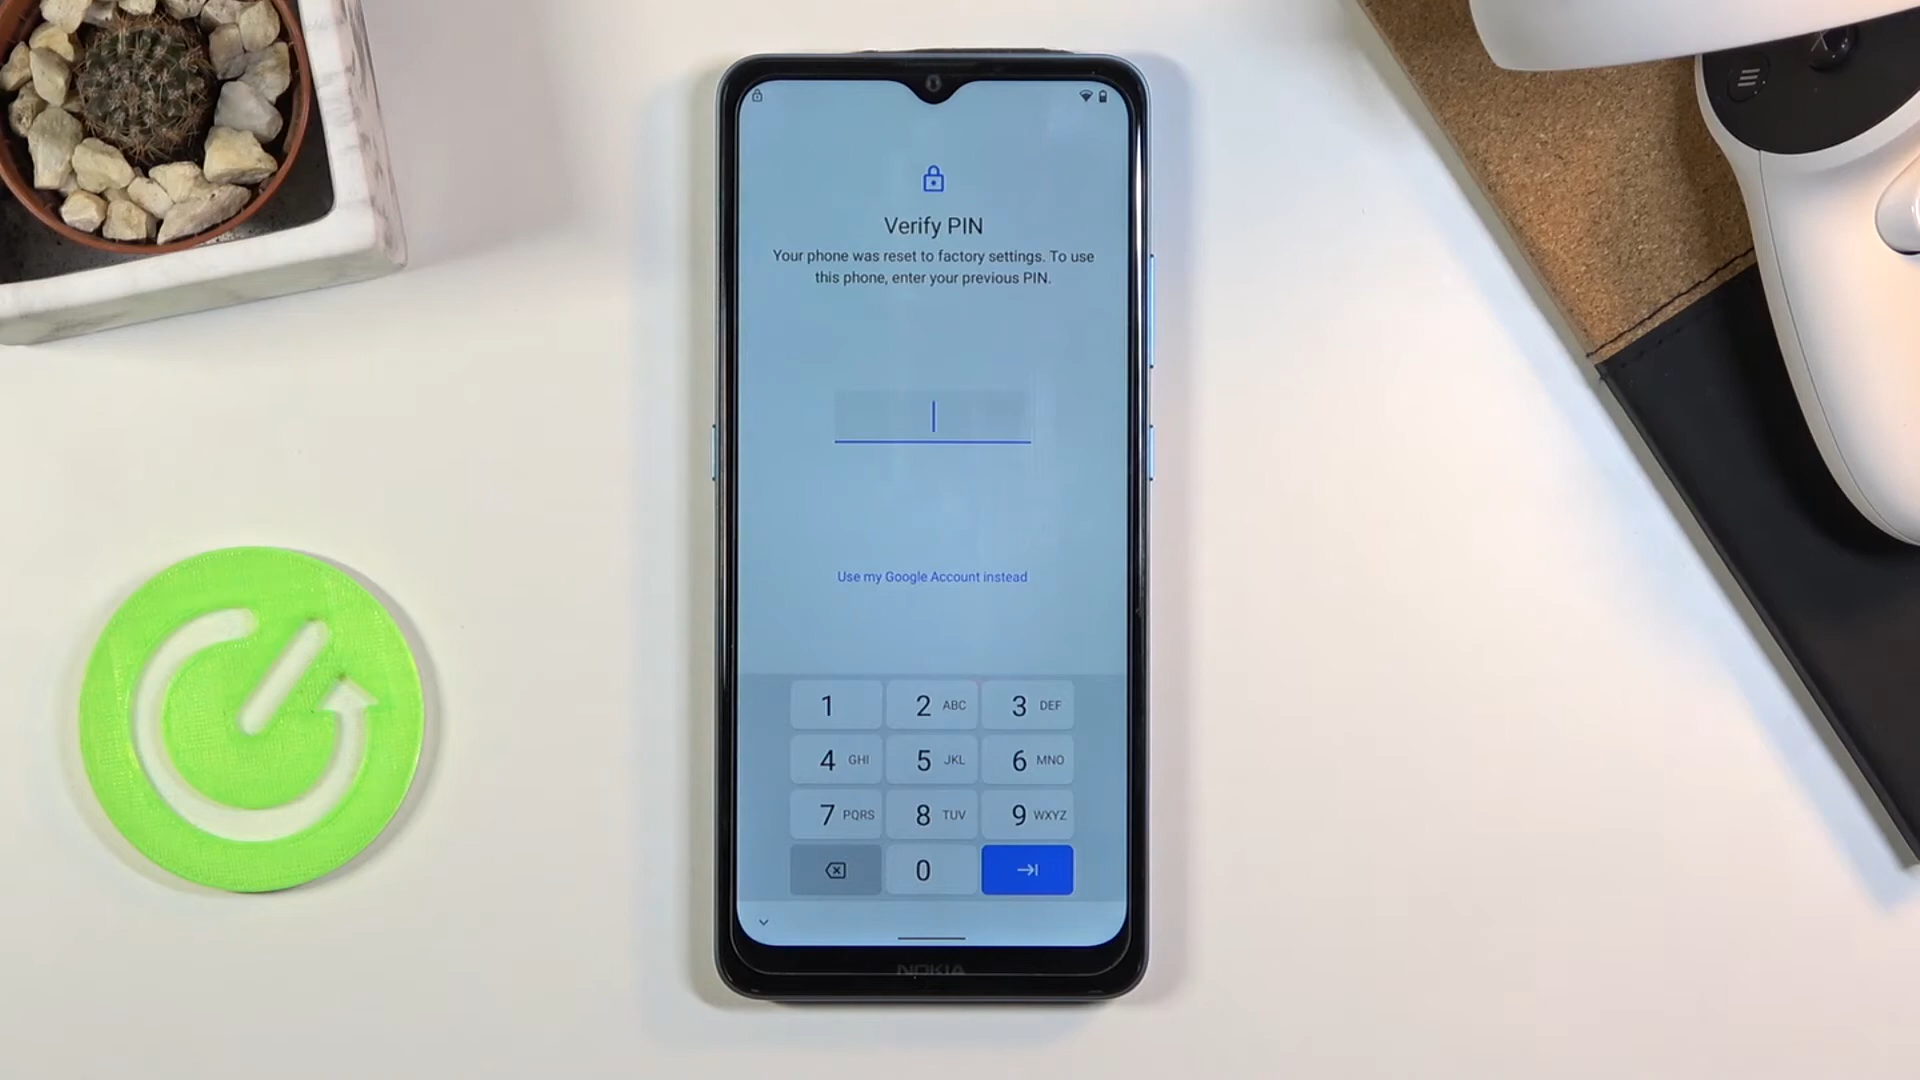 Verify PIN
Your phone was reset to factory settings. To use
this phone, enter your previous PIN.
Use my Google Account instead
1
2 ABC
3 DEF
4 GHI
5 JKL
6 MNO
7 PQRS
8 TUV
9 WXYZ
0
NOKIA